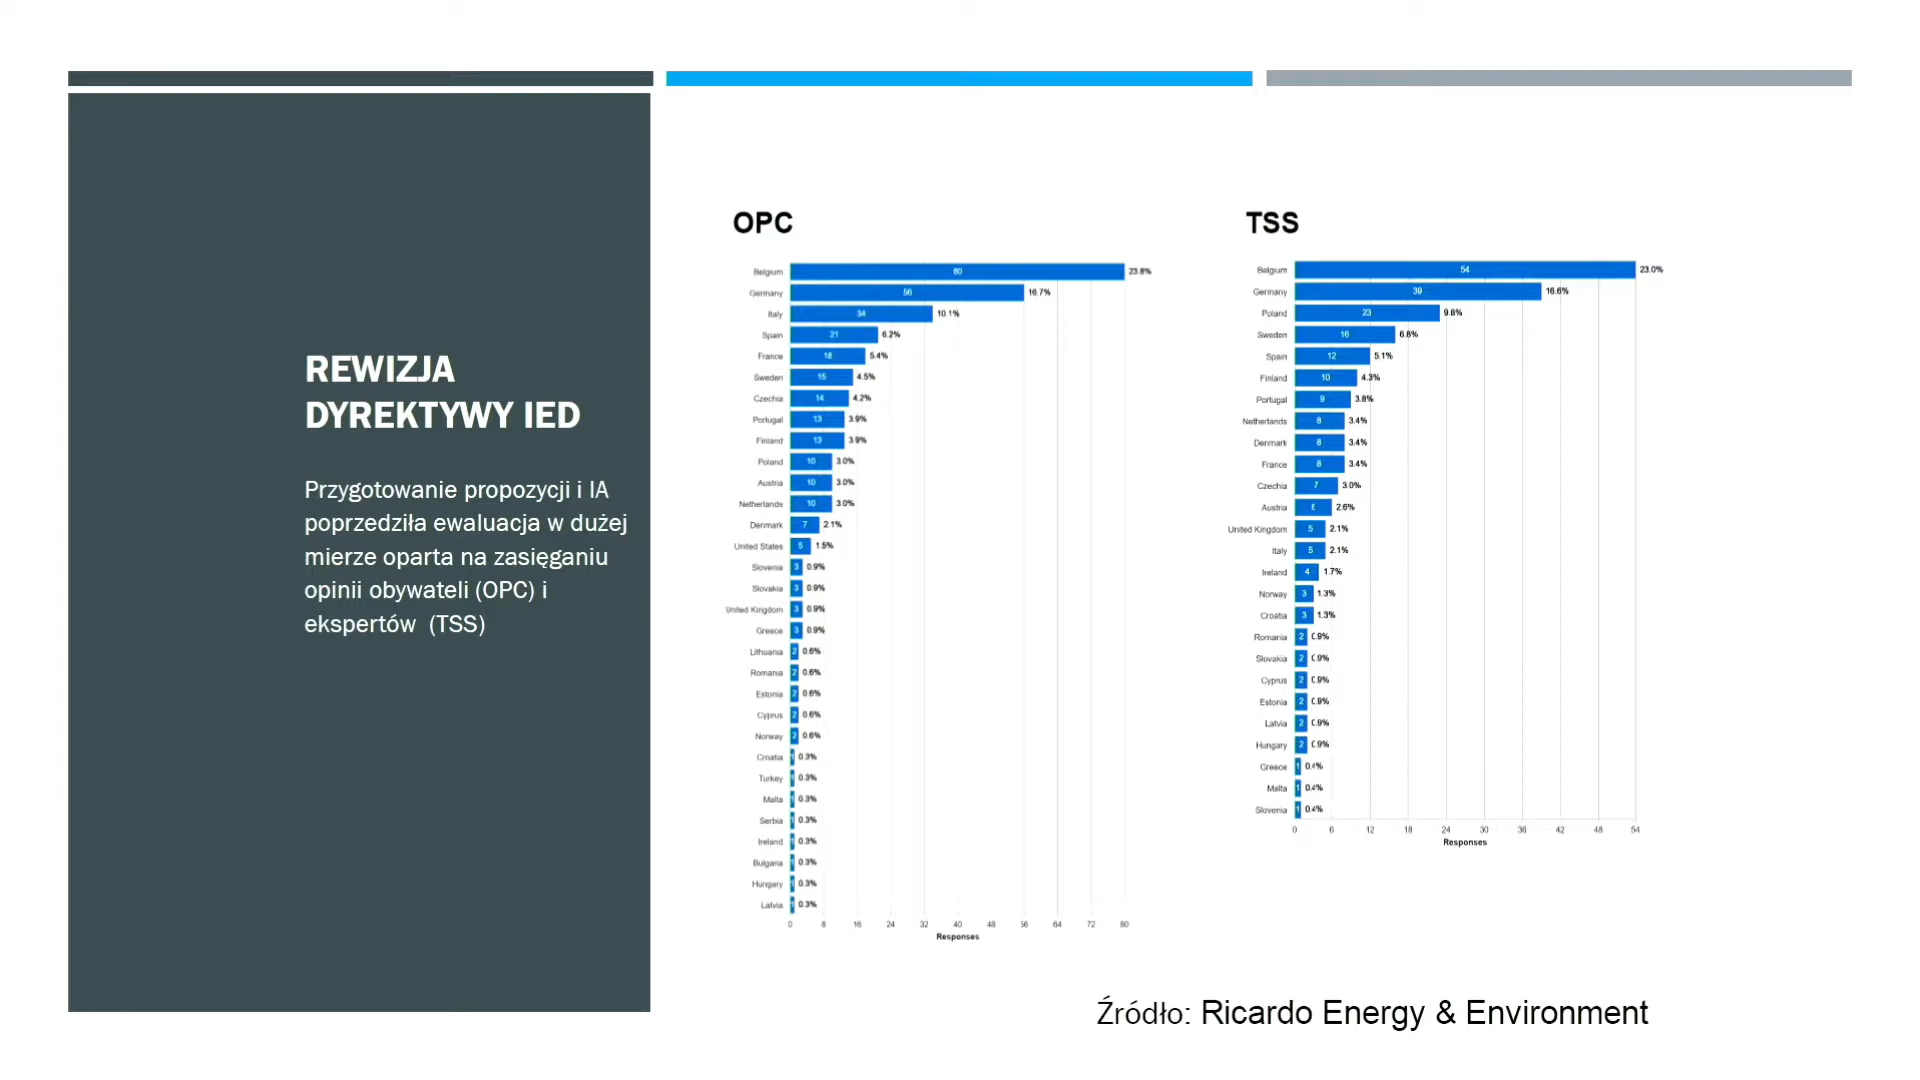 REWIZJA
DYREKTYWY IED
Przygotowanie propozycji i IA
poprzedziła ewaluacja w dużej
mierze oparta na zasięganiu
opinii obywateli (OPC) i
ekspertów (TSS)
OPC
Belgium 80 23.8%
Germany 56 16.7%
Italy 34 10.1%
Spain 21 6.2%
France 18 5.4%
Sweden 15 4.5%
Czechia 14 4.2%
Portugal 13 3.9%
Finland 13 3.9%
Poland 10 3.0%
Austria 10 3.0%
Netherlands 10 3.0%
Denmark 7 2.1%
United States 5 1.5%
Slovenia 3 0.9%
Slovakia 3 0.9%
United Kingdom 3 0.9%
Greece 3 0.9%
Lithuania 2 0.6%
Romania 2 0.6%
Estonia 2 0.6%
Cyprus 2 0.6%
Norway 2 0.6%
Croatia 1 0.3%
Turkey 1 0.3%
Malta 1 0.3%
Serbia 1 0.3%
Ireland 1 0.3%
Bulgaria 1 0.3%
Hungary 1 0.3%
Latvia 1 0.3%
0 8 16 24 32 40 48 56 64 72 80
Responses
TSS
Belgium 54 23.0%
Germany 39 16.6%
Poland 23 9.8%
Sweden 16 6.8%
Spain 12 5.1%
Finland 10 4.3%
Portugal 9 3.8%
Netherlands 8 3.4%
Denmark 8 3.4%
France 8 3.4%
Czechia 7 3.0%
Austria 6 2.6%
United Kingdom 5 2.1%
Italy 5 2.1%
Ireland 4 1.7%
Norway 3 1.3%
Croatia 3 1.3%
Romania 2 0.9%
Slovakia 2 0.9%
Cyprus 2 0.9%
Estonia 2 0.9%
Latvia 2 0.9%
Hungary 2 0.9%
Greece 1 0.4%
Malta 1 0.4%
Slovenia 1 0.4%
0 6 12 18 24 30 36 42 48 54
Responses
Źródło: Ricardo Energy & Environment